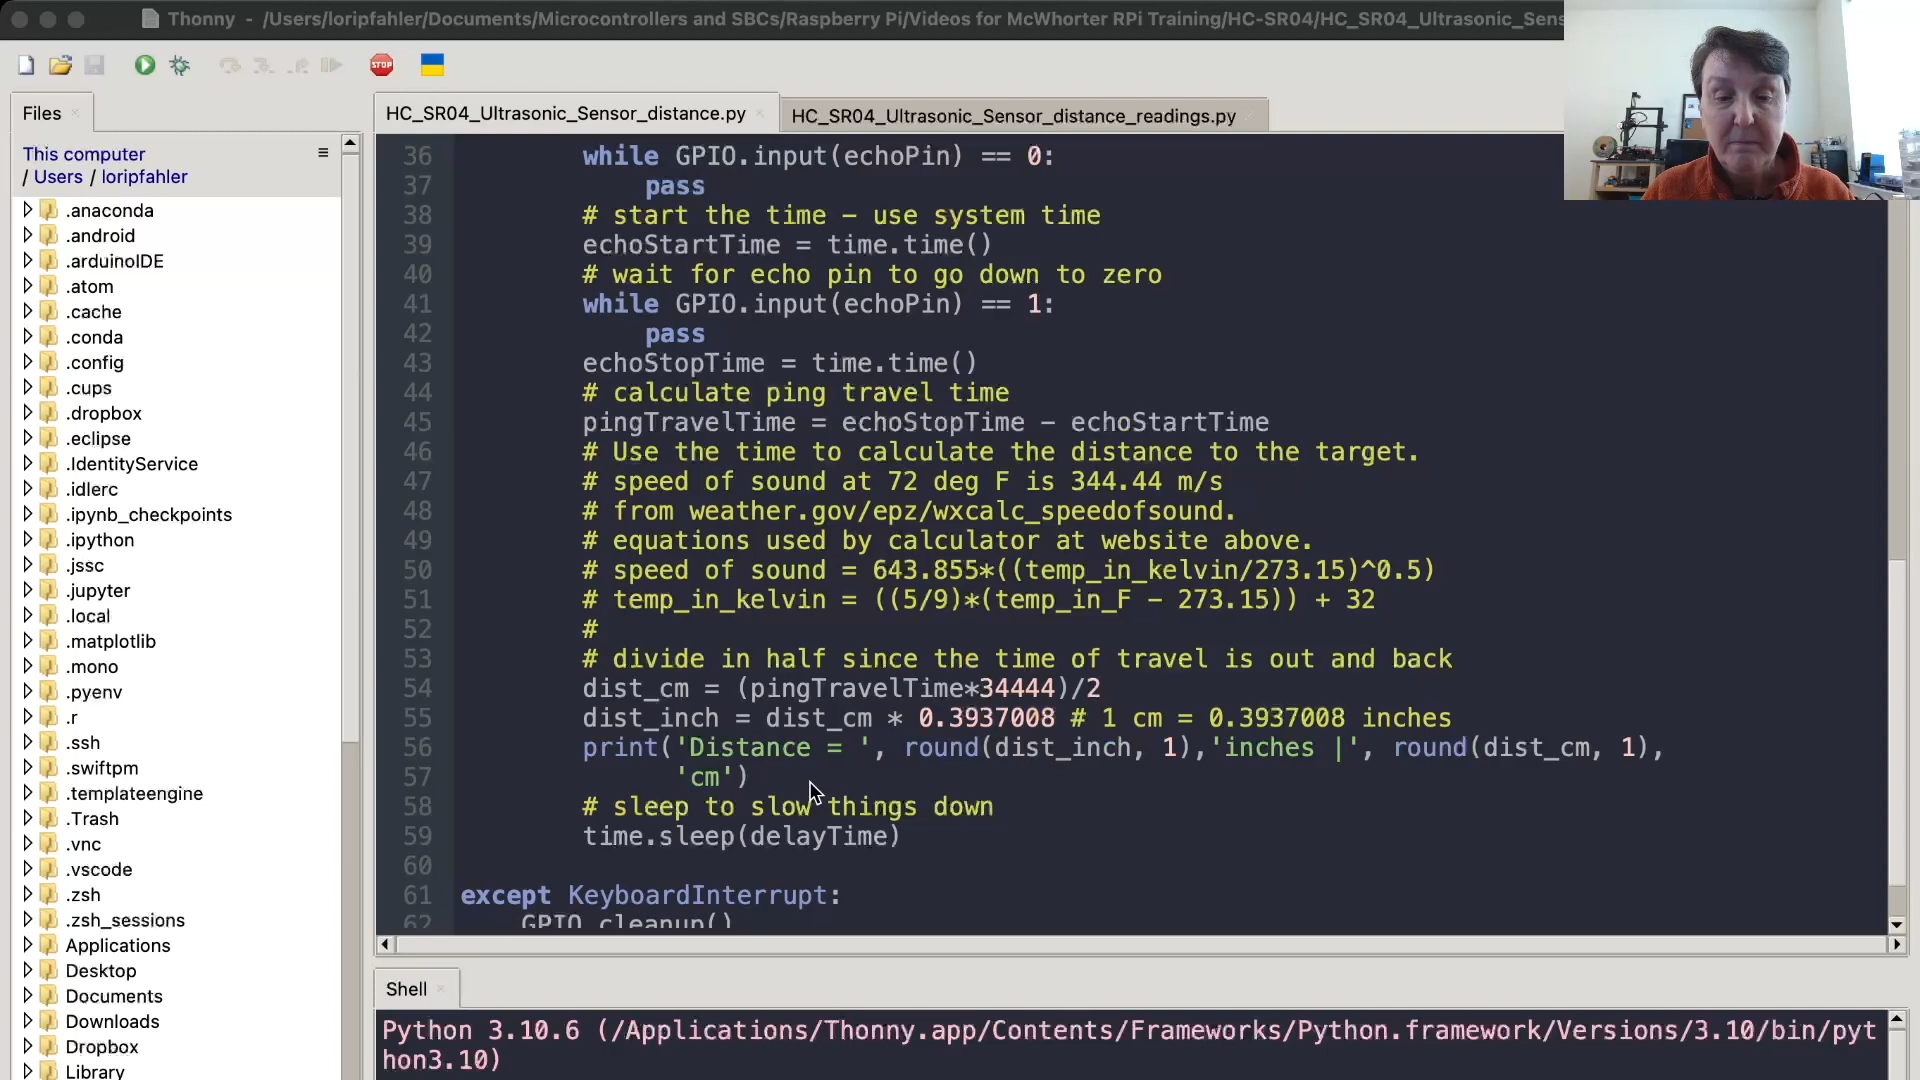 Thonny - /Users/loripfahler/Documents/Microcontrollers and SBCs/Raspberry Pi/Videos for McWhorter RPi Training/HC-SR04/HC_SR04_Ultrasonic_Sen
STOP
Files
HC_SR04_Ultrasonic_Sensor_distance.py
HC_SR04_Ultrasonic_Sensor_distance_readings.py
This computer
/ Users / loripfahler
.anaconda
.android
.arduinoIDE
.atom
.cache
.conda
.config
.cups
.dropbox
.eclipse
.IdentityService
.idlerc
.ipynb_checkpoints
.ipython
.jssc
.jupyter
.local
.matplotlib
.mono
.pyenv
.r
.ssh
.swiftpm
.templateengine
.Trash
.vnc
.vscode
.zsh
.zsh_sessions
Applications
Desktop
Documents
Downloads
Dropbox
Library
36 while GPIO.input(echoPin) == 0:
37 pass
38 # start the time – use system time
39 echoStartTime = time.time()
40 # wait for echo pin to go down to zero
41 while GPIO.input(echoPin) == 1:
42 pass
43 echoStopTime = time.time()
44 # calculate ping travel time
45 pingTravelTime = echoStopTime – echoStartTime
46 # Use the time to calculate the distance to the target.
47 # speed of sound at 72 deg F is 344.44 m/s
48 # from weather.gov/epz/wxcalc_speedofsound.
49 # equations used by calculator at website above.
50 # speed of sound = 643.855*((temp_in_kelvin/273.15)^0.5)
51 # temp_in_kelvin = ((5/9)*(temp_in_F – 273.15)) + 32
52 #
53 # divide in half since the time of travel is out and back
54 dist_cm = (pingTravelTime*34444)/2
55 dist_inch = dist_cm * 0.3937008 # 1 cm = 0.3937008 inches
56 print('Distance = ', round(dist_inch, 1),'inches |', round(dist_cm, 1),
57 'cm')
58 # sleep to slow things down
59 time.sleep(delayTime)
60
61 except KeyboardInterrupt:
62 GPIO.cleanup()
Shell
Python 3.10.6 (/Applications/Thonny.app/Contents/Frameworks/Python.framework/Versions/3.10/bin/pyt
hon3.10)